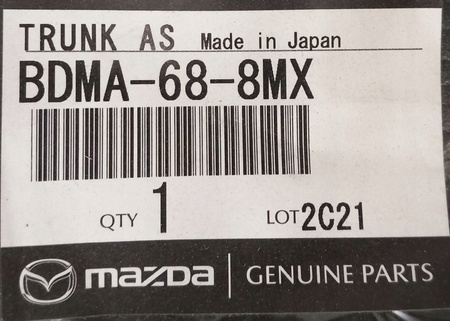 TRUNK AS Made in Japan
BDMA-68-8MX
QTY 1 LOT 2C21
mazda | GENUINE PARTS